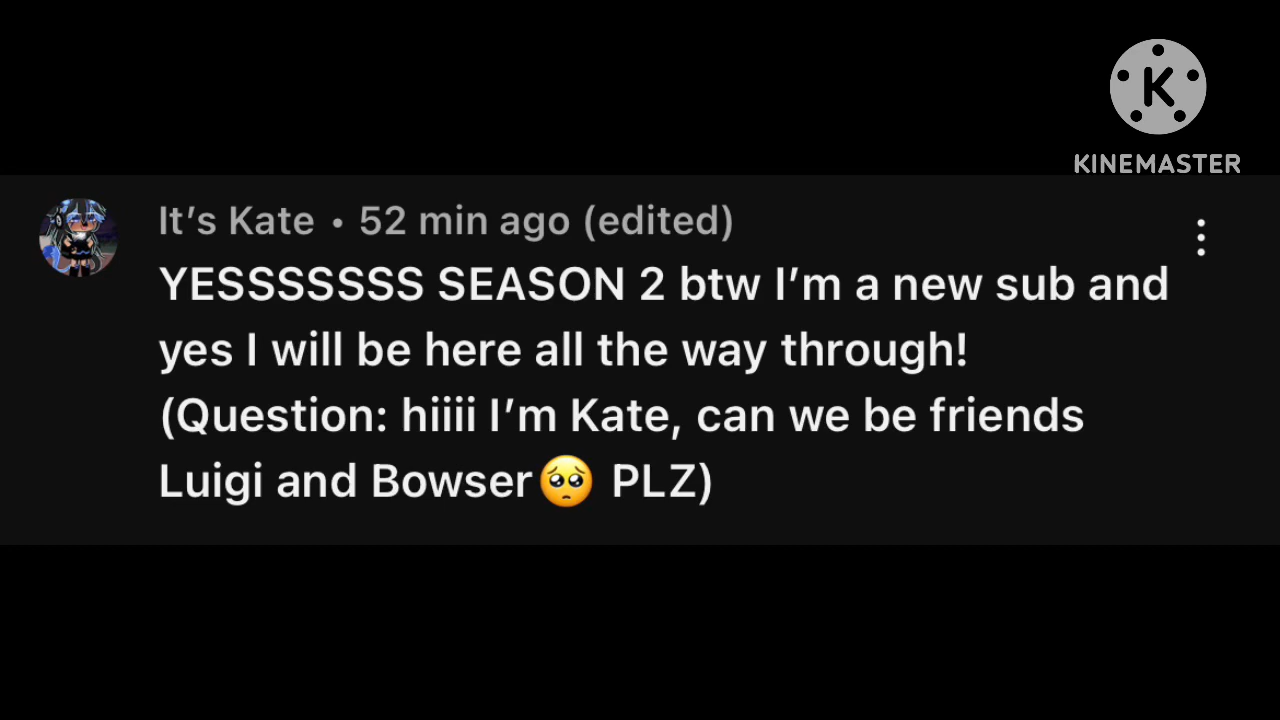 KINEMASTER
It’s Kate • 52 min ago (edited)
YESSSSSSS SEASON 2 btw I’m a new sub and
yes I will be here all the way through!
(Question: hiiii I’m Kate, can we be friends
Luigi and Bowser🥺 PLZ)